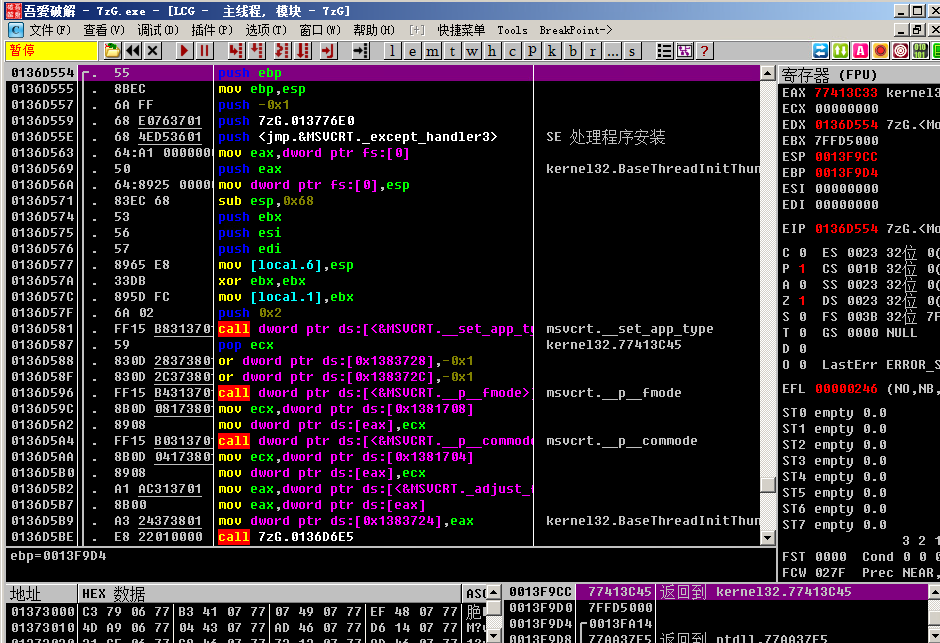 吾爱破解 - 7zG.exe - [LCG - 主线程, 模块 - 7zG]
C 文件(F) 查看(V) 调试(D) 插件(P) 选项(T) 窗口(W) 帮助(H) [+] 快捷菜单 Tools BreakPoint->
暂停 l e m t w h c P k b r ... s ?
0136D554 . 55 push ebp
0136D555 . 8BEC mov ebp,esp
0136D557 . 6A FF push -0x1
0136D559 . 68 E0763701 push 7zG.013776E0
0136D55E . 68 4ED53601 push <jmp.&MSVCRT._except_handler3> SE 处理程序安装
0136D563 . 64:A1 000000 mov eax,dword ptr fs:[0]
0136D569 . 50 push eax kernel32.BaseThreadInitThun
0136D56A . 64:8925 0000 mov dword ptr fs:[0],esp
0136D571 . 83EC 68 sub esp,0x68
0136D574 . 53 push ebx
0136D575 . 56 push esi
0136D576 . 57 push edi
0136D577 . 8965 E8 mov [local.6],esp
0136D57A . 33DB xor ebx,ebx
0136D57C . 895D FC mov [local.1],ebx
0136D57F . 6A 02 push 0x2
0136D581 . FF15 B8313701 call dword ptr ds:[<&MSVCRT.__set_app_t msvcrt.__set_app_type
0136D587 . 59 pop ecx kernel32.77413C45
0136D588 . 830D 28373801 or dword ptr ds:[0x1383728],-0x1
0136D58F . 830D 2C373801 or dword ptr ds:[0x138372C],-0x1
0136D596 . FF15 B4313701 call dword ptr ds:[<&MSVCRT.__p__fmode> msvcrt.__p__fmode
0136D59C . 8B0D 08173801 mov ecx,dword ptr ds:[0x1381708]
0136D5A2 . 8908 mov dword ptr ds:[eax],ecx
0136D5A4 . FF15 B0313701 call dword ptr ds:[<&MSVCRT.__p__commod msvcrt.__p__commode
0136D5AA . 8B0D 04173801 mov ecx,dword ptr ds:[0x1381704]
0136D5B0 . 8908 mov dword ptr ds:[eax],ecx
0136D5B2 . A1 AC313701 mov eax,dword ptr ds:[<&MSVCRT._adjust_
0136D5B7 . 8B00 mov eax,dword ptr ds:[eax]
0136D5B9 . A3 24373801 mov dword ptr ds:[0x1383724],eax kernel32.BaseThreadInitThun
0136D5BE . E8 22010000 call 7zG.0136D6E5
ebp=0013F9D4
寄存器 (FPU)
EAX 77413C33 kernel3
ECX 00000000
EDX 0136D554 7zG.<Mo
EBX 7FFD5000
ESP 0013F9CC
EBP 0013F9D4
ESI 00000000
EDI 00000000
EIP 0136D554 7zG.<Mo
C 0 ES 0023 32位 0(
P 1 CS 001B 32位 0(
A 0 SS 0023 32位 0(
Z 1 DS 0023 32位 0(
S 0 FS 003B 32位 7F
T 0 GS 0000 NULL
D 0
O 0 LastErr ERROR_S
EFL 00000246 (NO,NB,
ST0 empty 0.0
ST1 empty 0.0
ST2 empty 0.0
ST3 empty 0.0
ST4 empty 0.0
ST5 empty 0.0
ST6 empty 0.0
ST7 empty 0.0
3 2 1
FST 0000 Cond 0 0 0
FCW 027F Prec NEAR,
地址 HEX 数据 ASC
01373000 C3 79 06 77 B3 41 07 77 07 49 07 77 EF 48 07 77
01373010 4D A9 06 77 04 43 07 77 AD 46 07 77 D6 14 07 77
0013F9CC 77413C45 返回到 kernel32.77413C45
0013F9D0 7FFD5000
0013F9D4 0013FA14
0013F9D8 77AA37F5 返回到 ntdll.77AA37F5